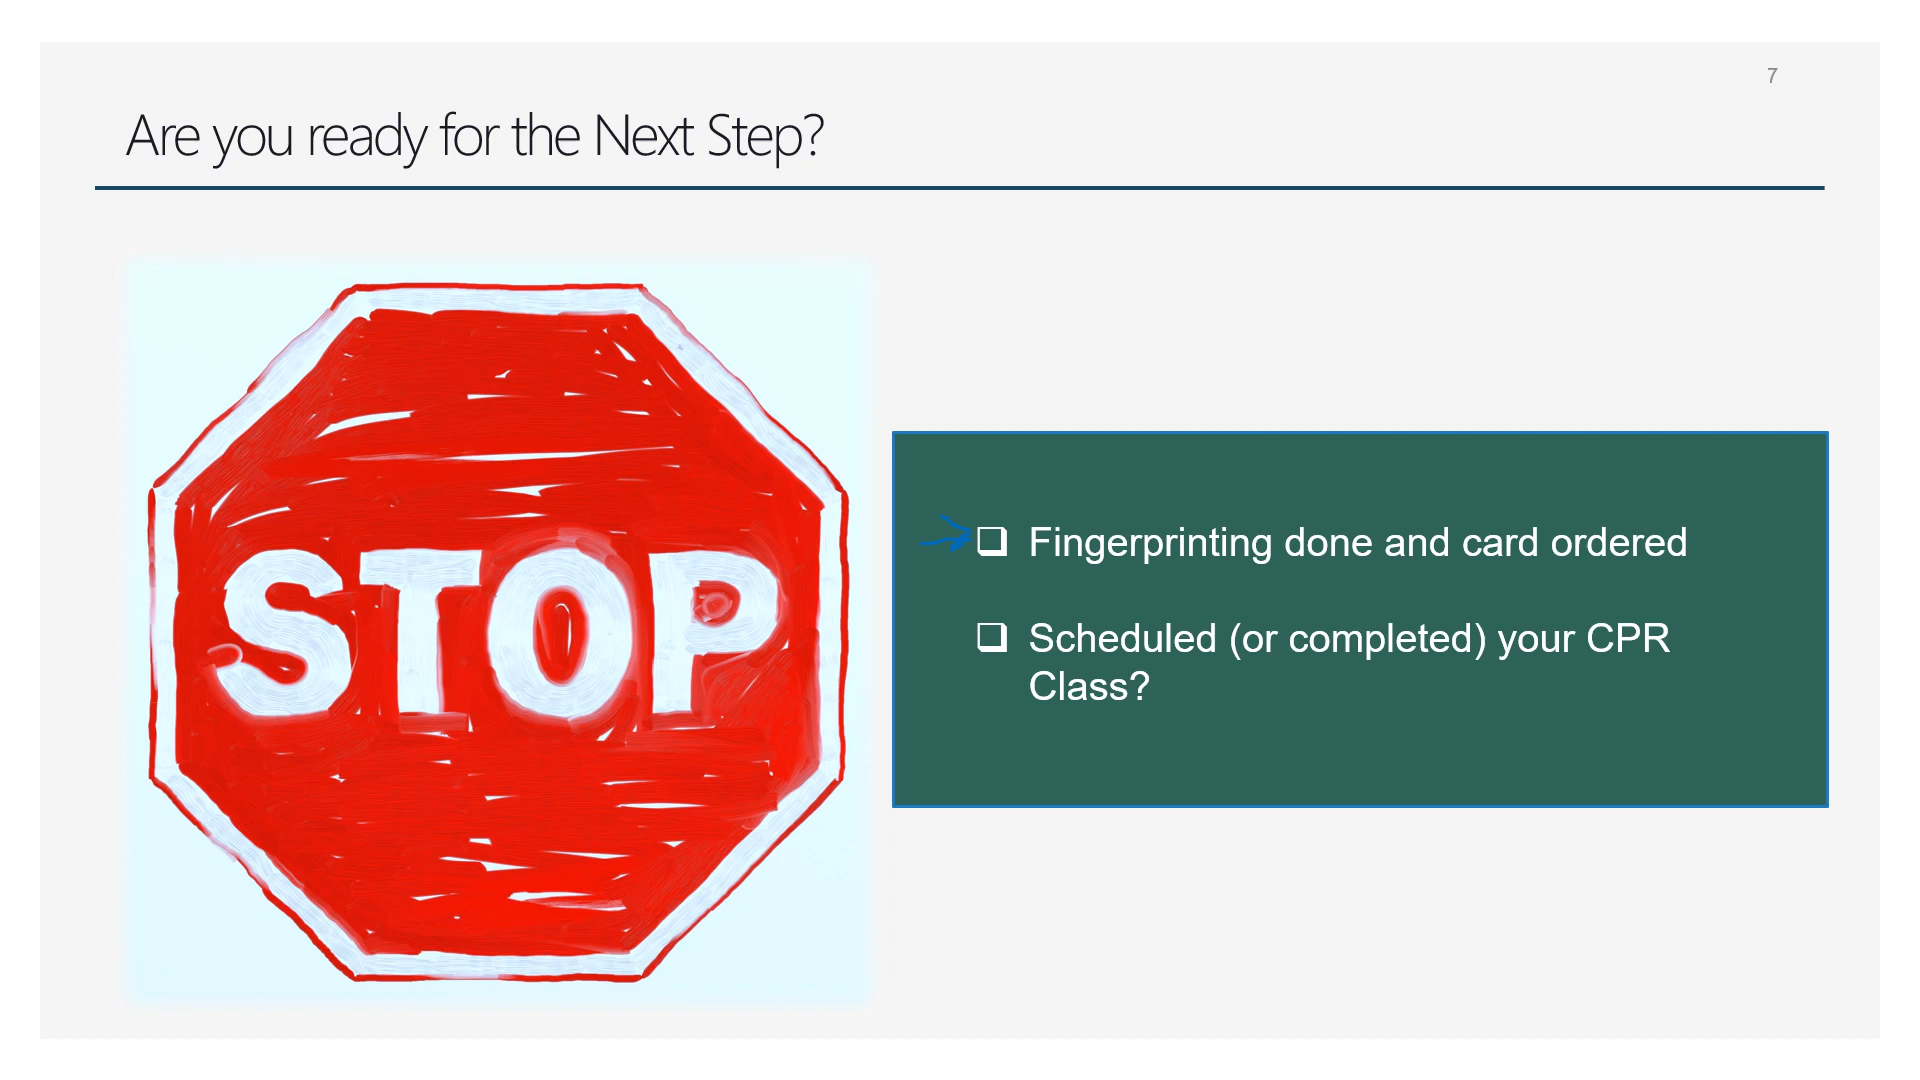 7
Are you ready for the Next Step?
STOP
❑ Fingerprinting done and card ordered
❑ Scheduled (or completed) your CPR
Class?